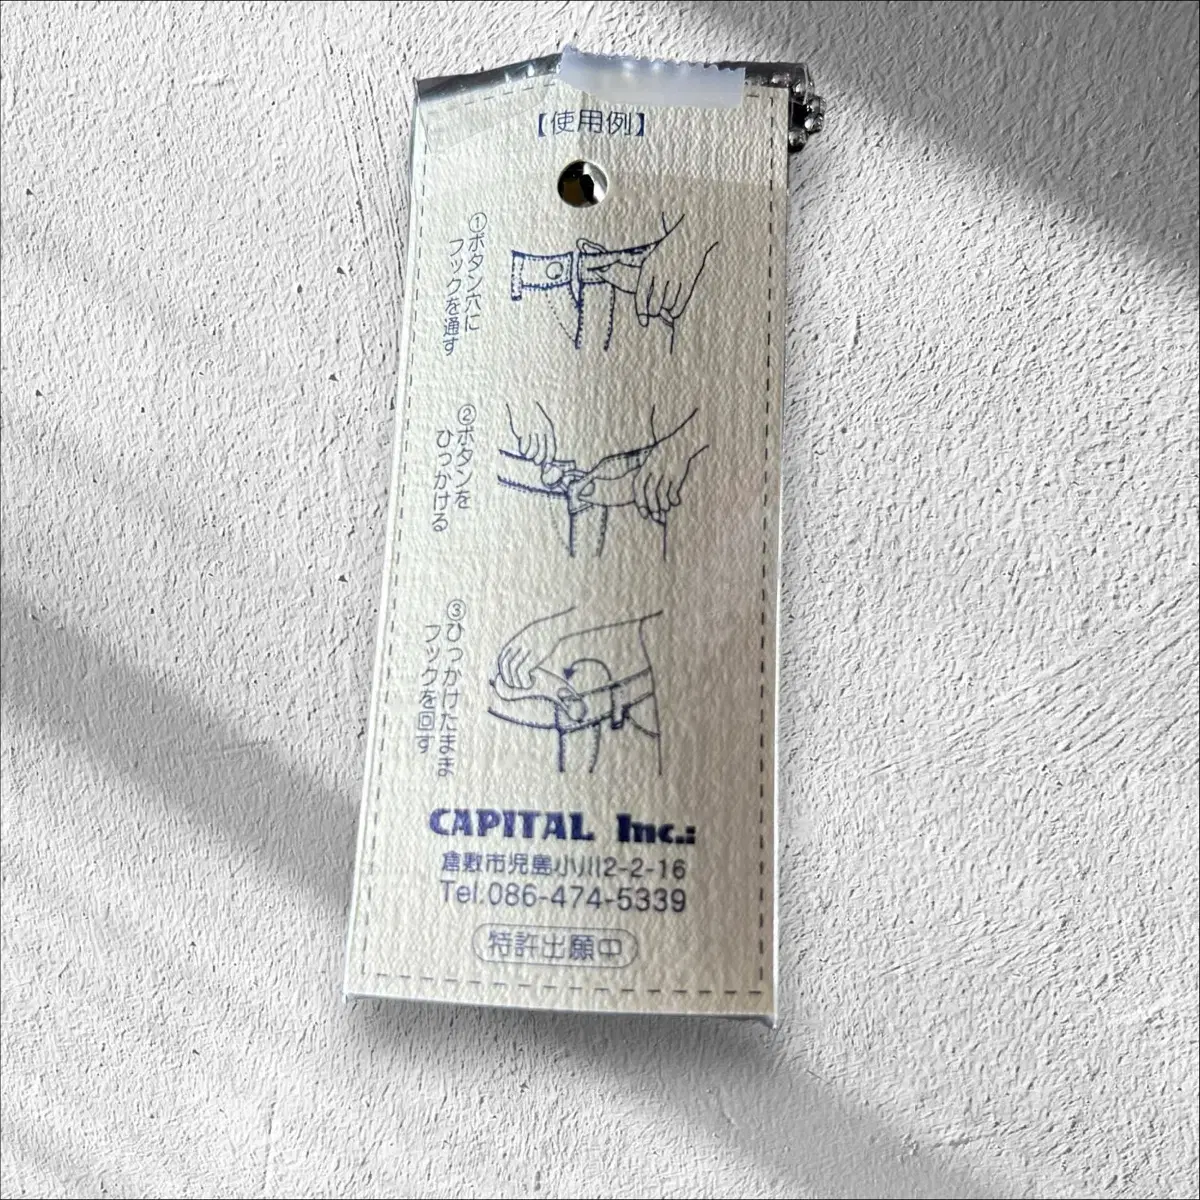 【使用例】
①ボタン穴に
フックを通す
②ボタンを
ひっかける
③ひっかけたまま
フックを回す
CAPITAL Inc.:
倉敷市児島小川2-2-16
Tel.086-474-5339
特許出願中